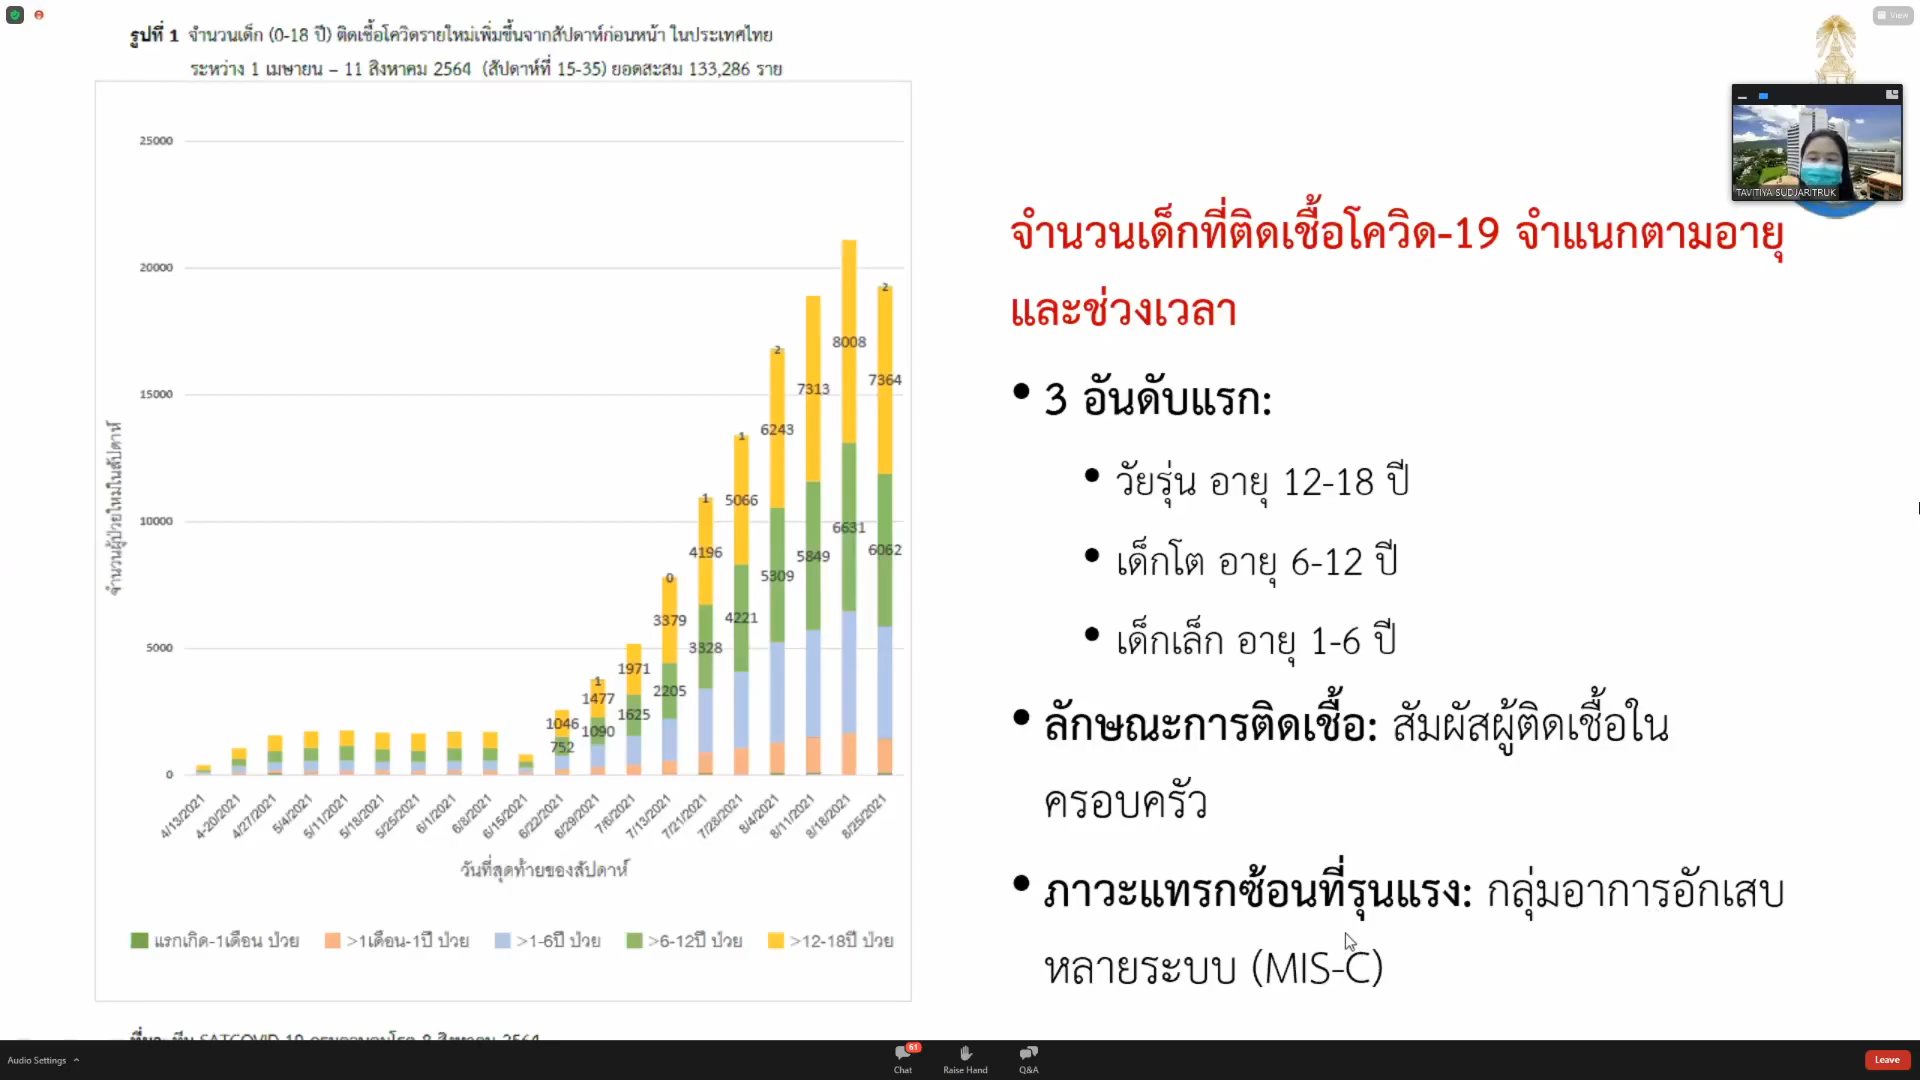 View
รูปที่ 1 จำนวนเด็ก (0-18 ปี) ติดเชื้อโควิดรายใหม่เพิ่มขึ้นจากสัปดาห์ก่อนหน้า ในประเทศไทย
ระหว่าง 1 เมษายน – 11 สิงหาคม 2564 (สัปดาห์ที่ 15-35) ยอดสะสม 133,286 ราย
จำนวนผู้ป่วยใหม่ในสัปดาห์
25000
20000
15000
10000
5000
0
1046
752
1
1477
1090
1971
1625
0
3379
2205
1
4196
3328
1
5066
4221
2
6243
5309
7313
5849
8008
6631
2
7364
6062
4/13/2021
4-20/2021
4/27/2021
5/4/2021
5/11/2021
5/18/2021
5/25/2021
6/1/2021
6/8/2021
6/15/2021
6/22/2021
6/29/2021
7/6/2021
7/13/2021
7/21/2021
7/28/2021
8/4/2021
8/11/2021
8/18/2021
8/25/2021
วันที่สุดท้ายของสัปดาห์
แรกเกิด-1เดือน ป่วย
>1เดือน-1ปี ป่วย
>1-6ปี ป่วย
>6-12ปี ป่วย
>12-18ปี ป่วย
TAVITIYA SUDJARITRUK
จำนวนเด็กที่ติดเชื้อโควิด-19 จำแนกตามอายุ
และช่วงเวลา
• 3 อันดับแรก:
• วัยรุ่น อายุ 12-18 ปี
• เด็กโต อายุ 6-12 ปี
• เด็กเล็ก อายุ 1-6 ปี
• ลักษณะการติดเชื้อ: สัมผัสผู้ติดเชื้อใน
ครอบครัว
• ภาวะแทรกซ้อนที่รุนแรง: กลุ่มอาการอักเสบ
หลายระบบ (MIS-C)
Audio Settings
61
Chat
Raise Hand
Q&A
Leave